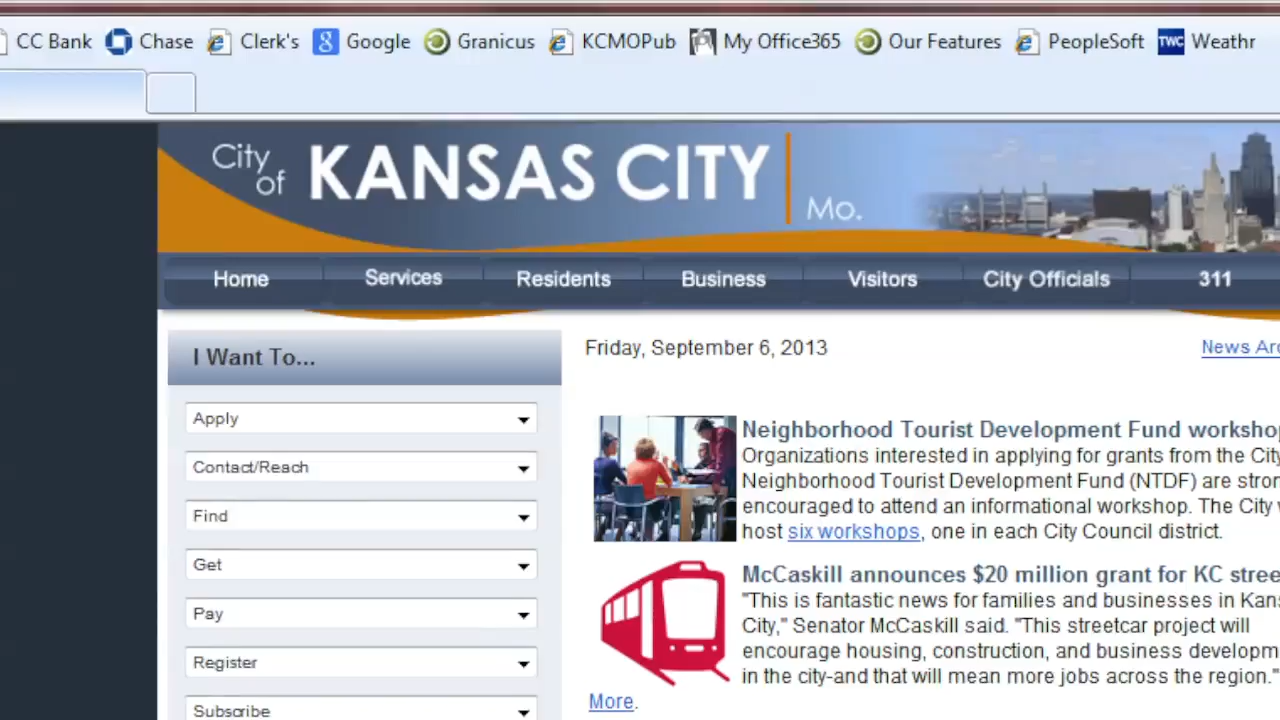 CC Bank Chase Clerk's Google Granicus KCMOPub My Office365 Our Features PeopleSoft TWC Weathr
City of KANSAS CITY Mo.
Home Services Residents Business Visitors City Officials 311
I Want To...
Apply
Contact/Reach
Find
Get
Pay
Register
Subscribe
Friday, September 6, 2013
News Arc
Neighborhood Tourist Development Fund workshop
Organizations interested in applying for grants from the City
Neighborhood Tourist Development Fund (NTDF) are stron
encouraged to attend an informational workshop. The City w
host six workshops, one in each City Council district.
McCaskill announces $20 million grant for KC stree
"This is fantastic news for families and businesses in Kans
City," Senator McCaskill said. "This streetcar project will
encourage housing, construction, and business developm
in the city-and that will mean more jobs across the region."
More.